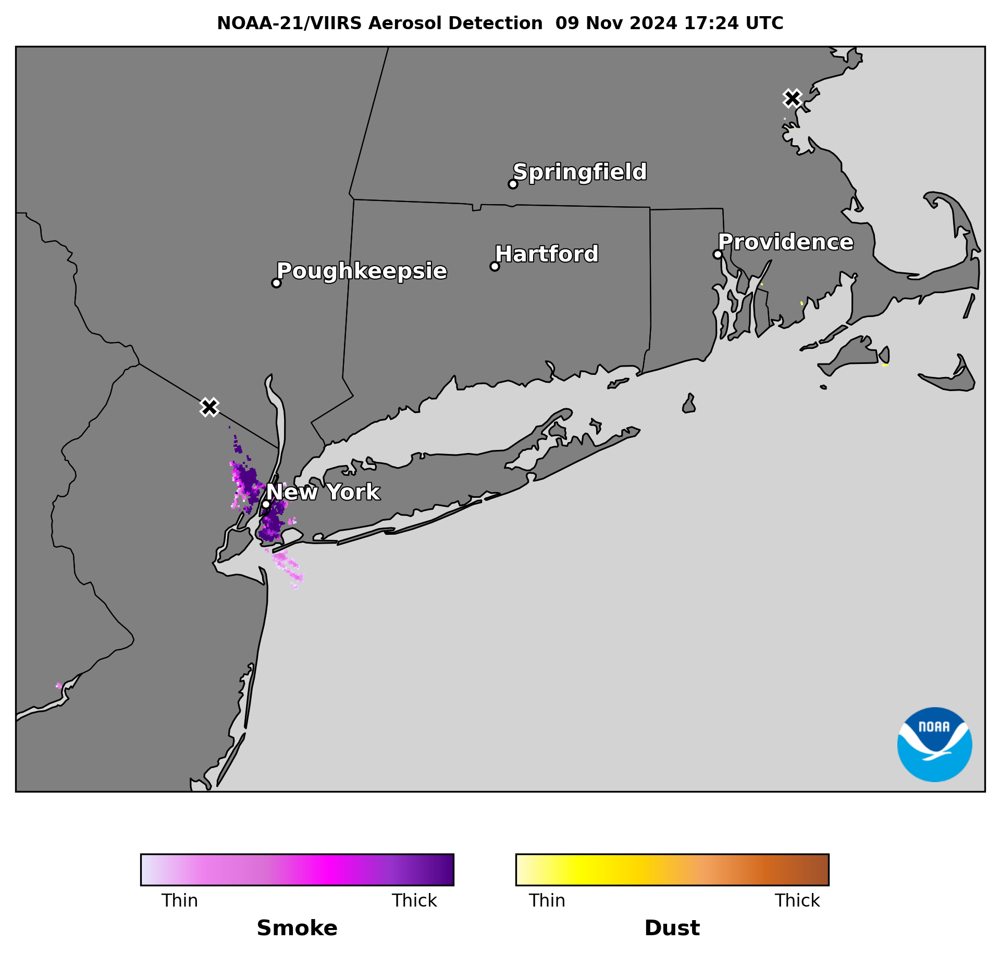 NOAA-21/VIIRS Aerosol Detection  09 Nov 2024 17:24 UTC
Springfield
Providence
Hartford
Poughkeepsie
New York
NOAA
Thin Thick Thin Thick
Smoke Dust